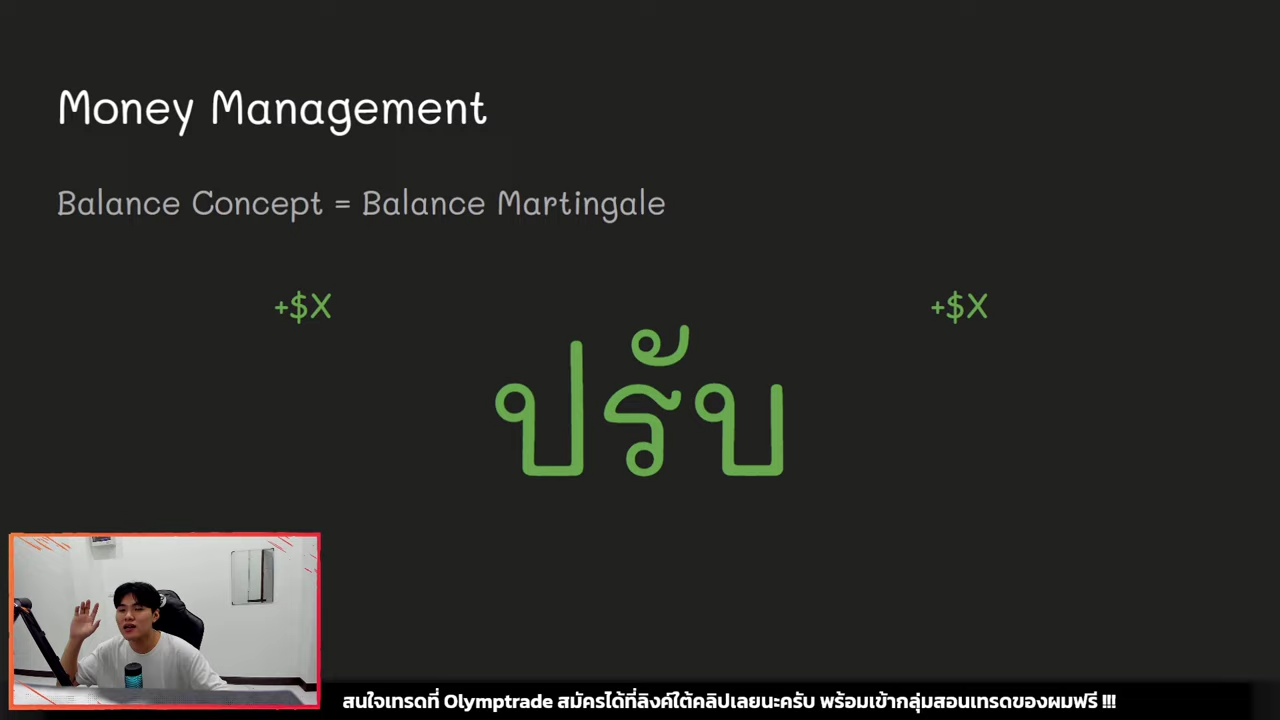 Money Management
Balance Concept = Balance Martingale
+$X +$X
ปรับ
สนใจเทรดที่ Olymptrade สมัครได้ที่ลิงค์ใต้คลิปเลยนะครับ พร้อมเข้ากลุ่มสอนเทรดของผมฟรี !!!